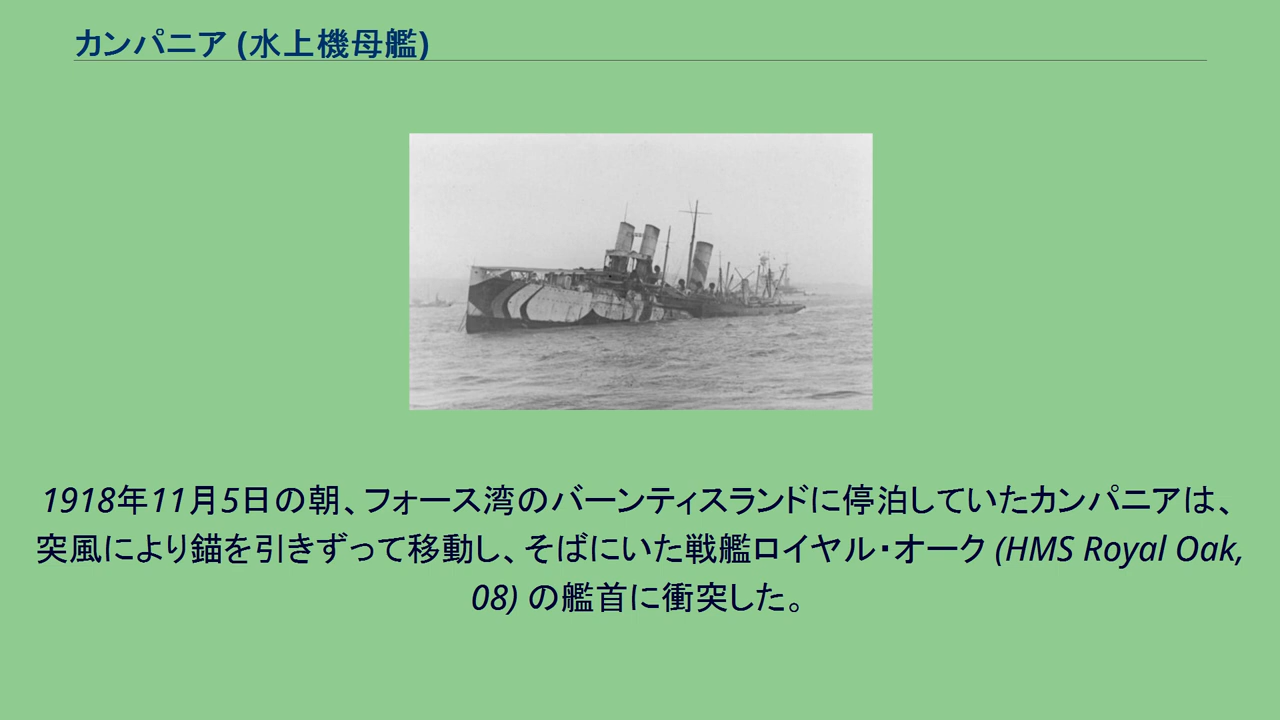 カンパニア (水上機母艦)
1918年11月5日の朝、フォース湾のバーンティスランドに停泊していたカンパニアは、
突風により錨を引きずって移動し、そばにいた戦艦ロイヤル・オーク (HMS Royal Oak,
08) の艦首に衝突した。